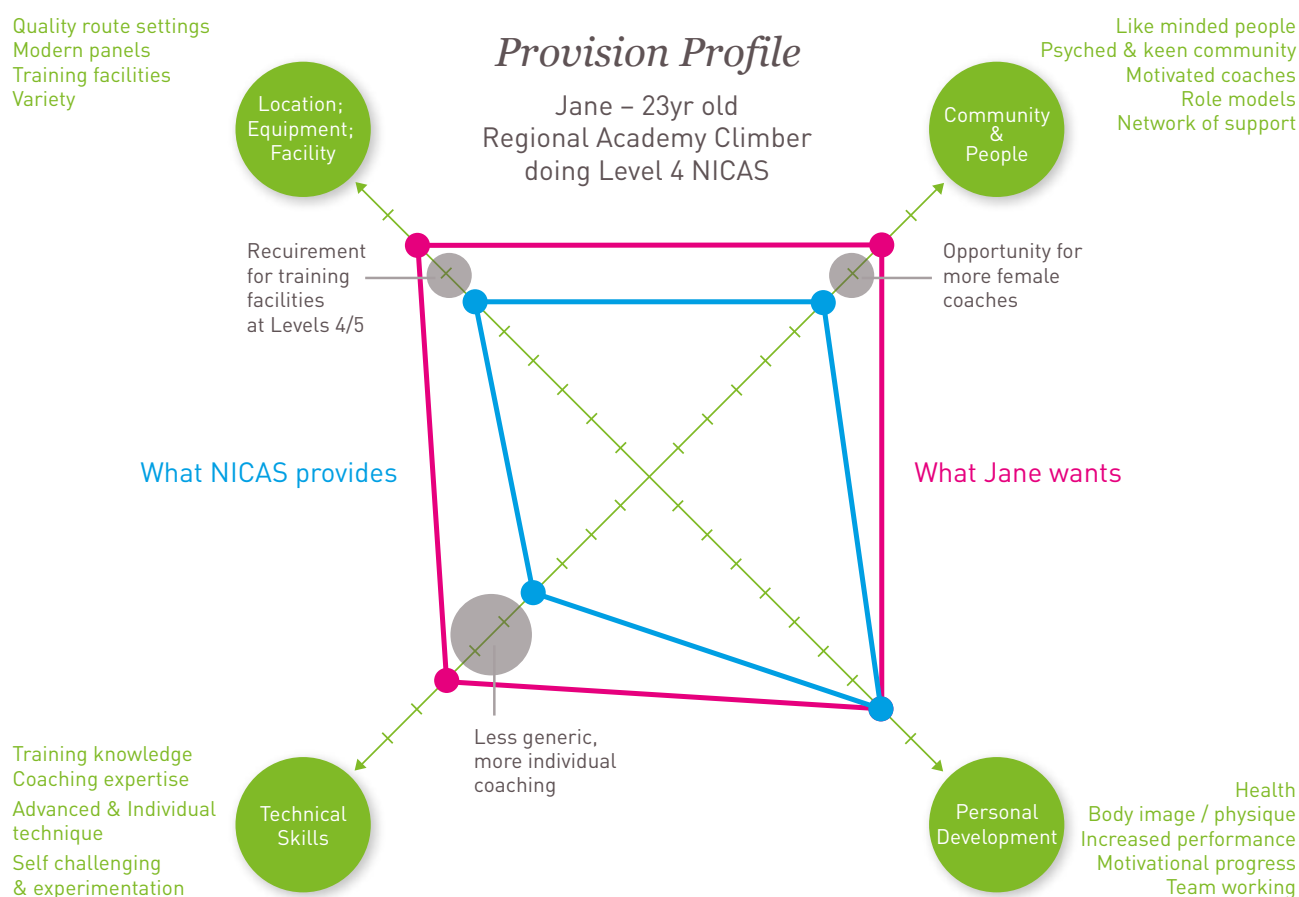 Quality route settings
Modern panels
Training facilities
Variety
Provision Profile
Jane – 23yr old
Regional Academy Climber
doing Level 4 NICAS
Like minded people
Psyched & keen community
Motivated coaches
Role models
Network of support
Location;
Equipment;
Facility
Community
&
People
Recuirement
for training
facilities
at Levels 4/5
Opportunity for
more female
coaches
What NICAS provides
What Jane wants
Less generic,
more individual
coaching
Training knowledge
Coaching expertise
Advanced & Individual
technique
Self challenging
& experimentation
Technical
Skills
Personal
Development
Health
Body image / physique
Increased performance
Motivational progress
Team working